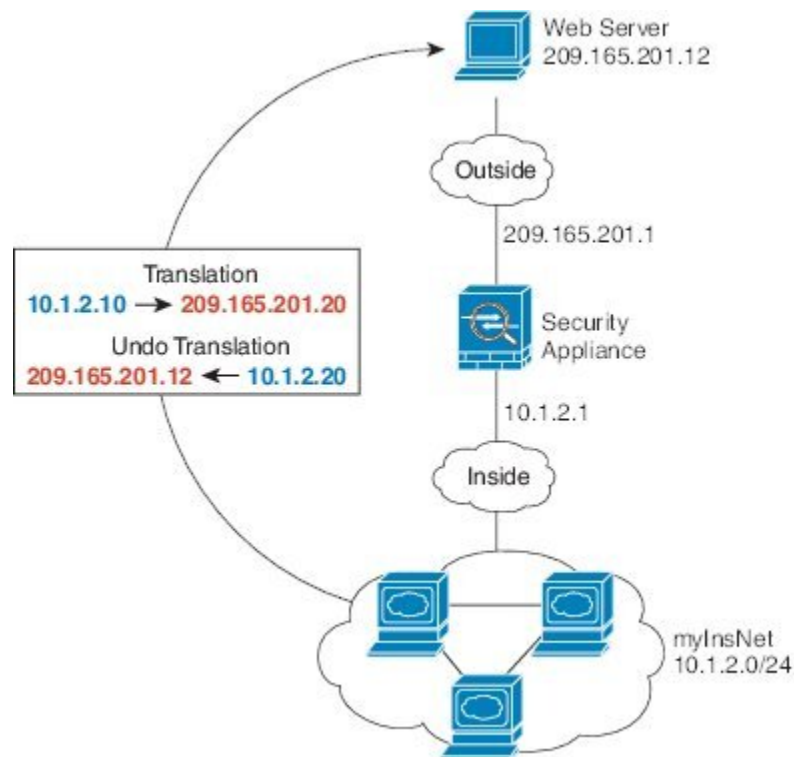 Web Server
209.165.201.12
Outside
209.165.201.1
Translation
10.1.2.10 → 209.165.201.20
Undo Translation
209.165.201.12 ← 10.1.2.20
Security
Appliance
10.1.2.1
Inside
myInsNet
10.1.2.0/24